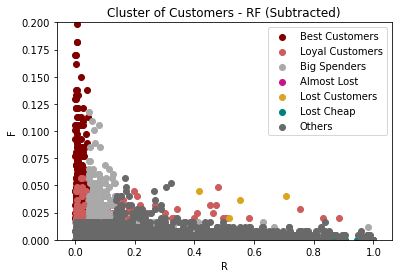 Cluster of Customers - RF (Subtracted)
0.200
0.175
0.150
0.125
0.100
0.075
0.050
0.025
0.000
F
0.0 0.2 0.4 0.6 0.8 1.0
R
Best Customers
Loyal Customers
Big Spenders
Almost Lost
Lost Customers
Lost Cheap
Others